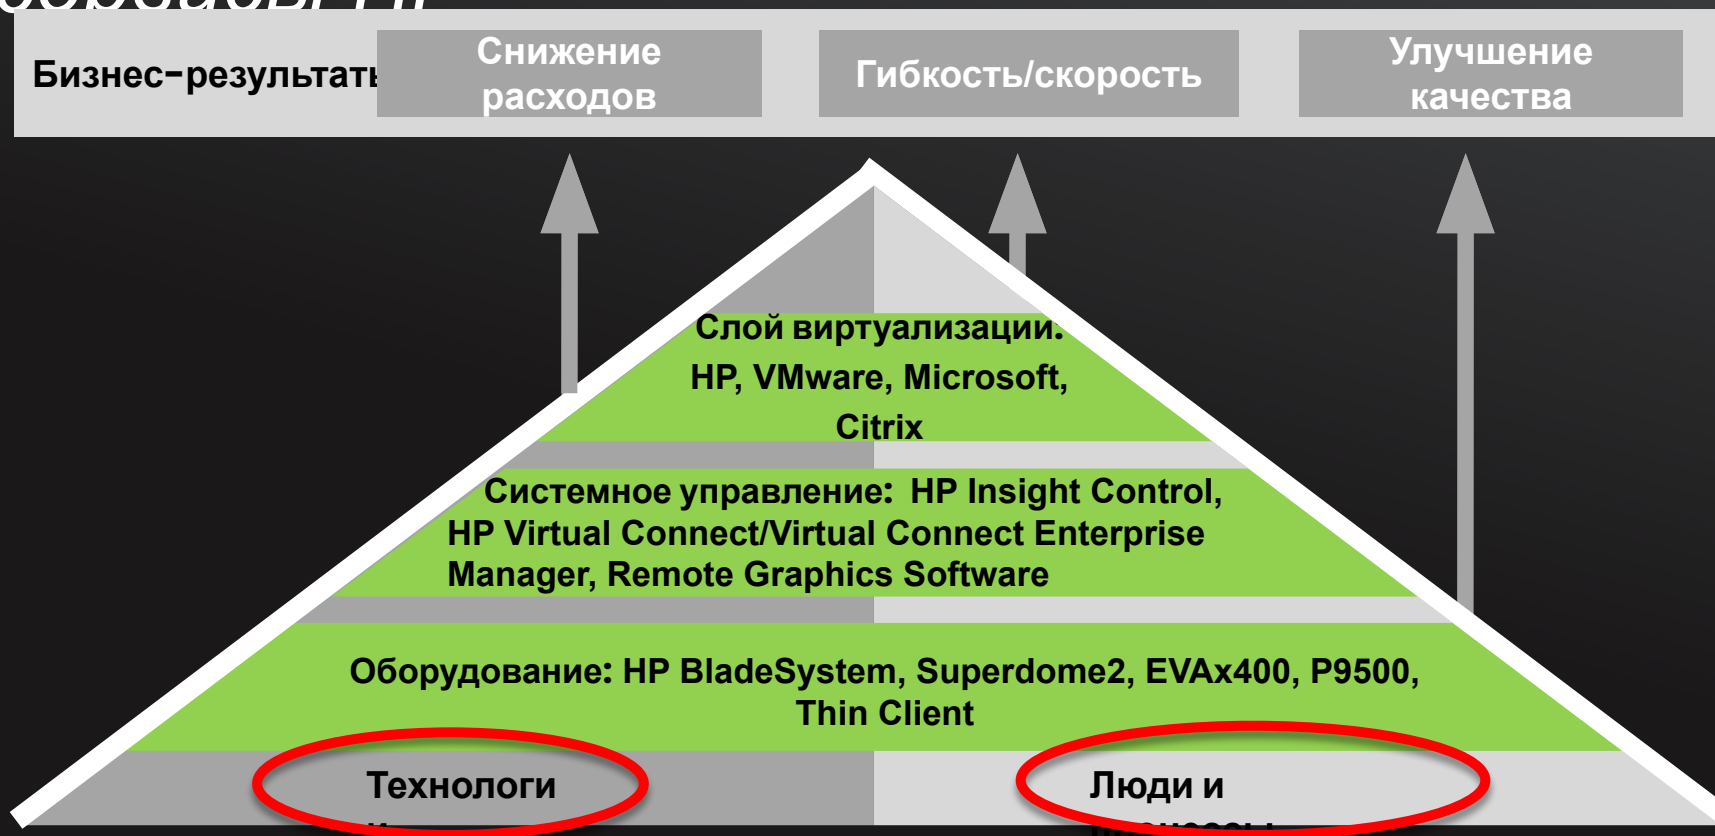 Бизнес-результаты
Снижение
расходов
Гибкость/скорость
Улучшение
качества
Слой виртуализации:
HP, VMware, Microsoft,
Citrix
Системное управление: HP Insight Control,
HP Virtual Connect/Virtual Connect Enterprise
Manager, Remote Graphics Software
Оборудование: HP BladeSystem, Superdome2, EVAx400, P9500,
Thin Client
Технологи
Люди и